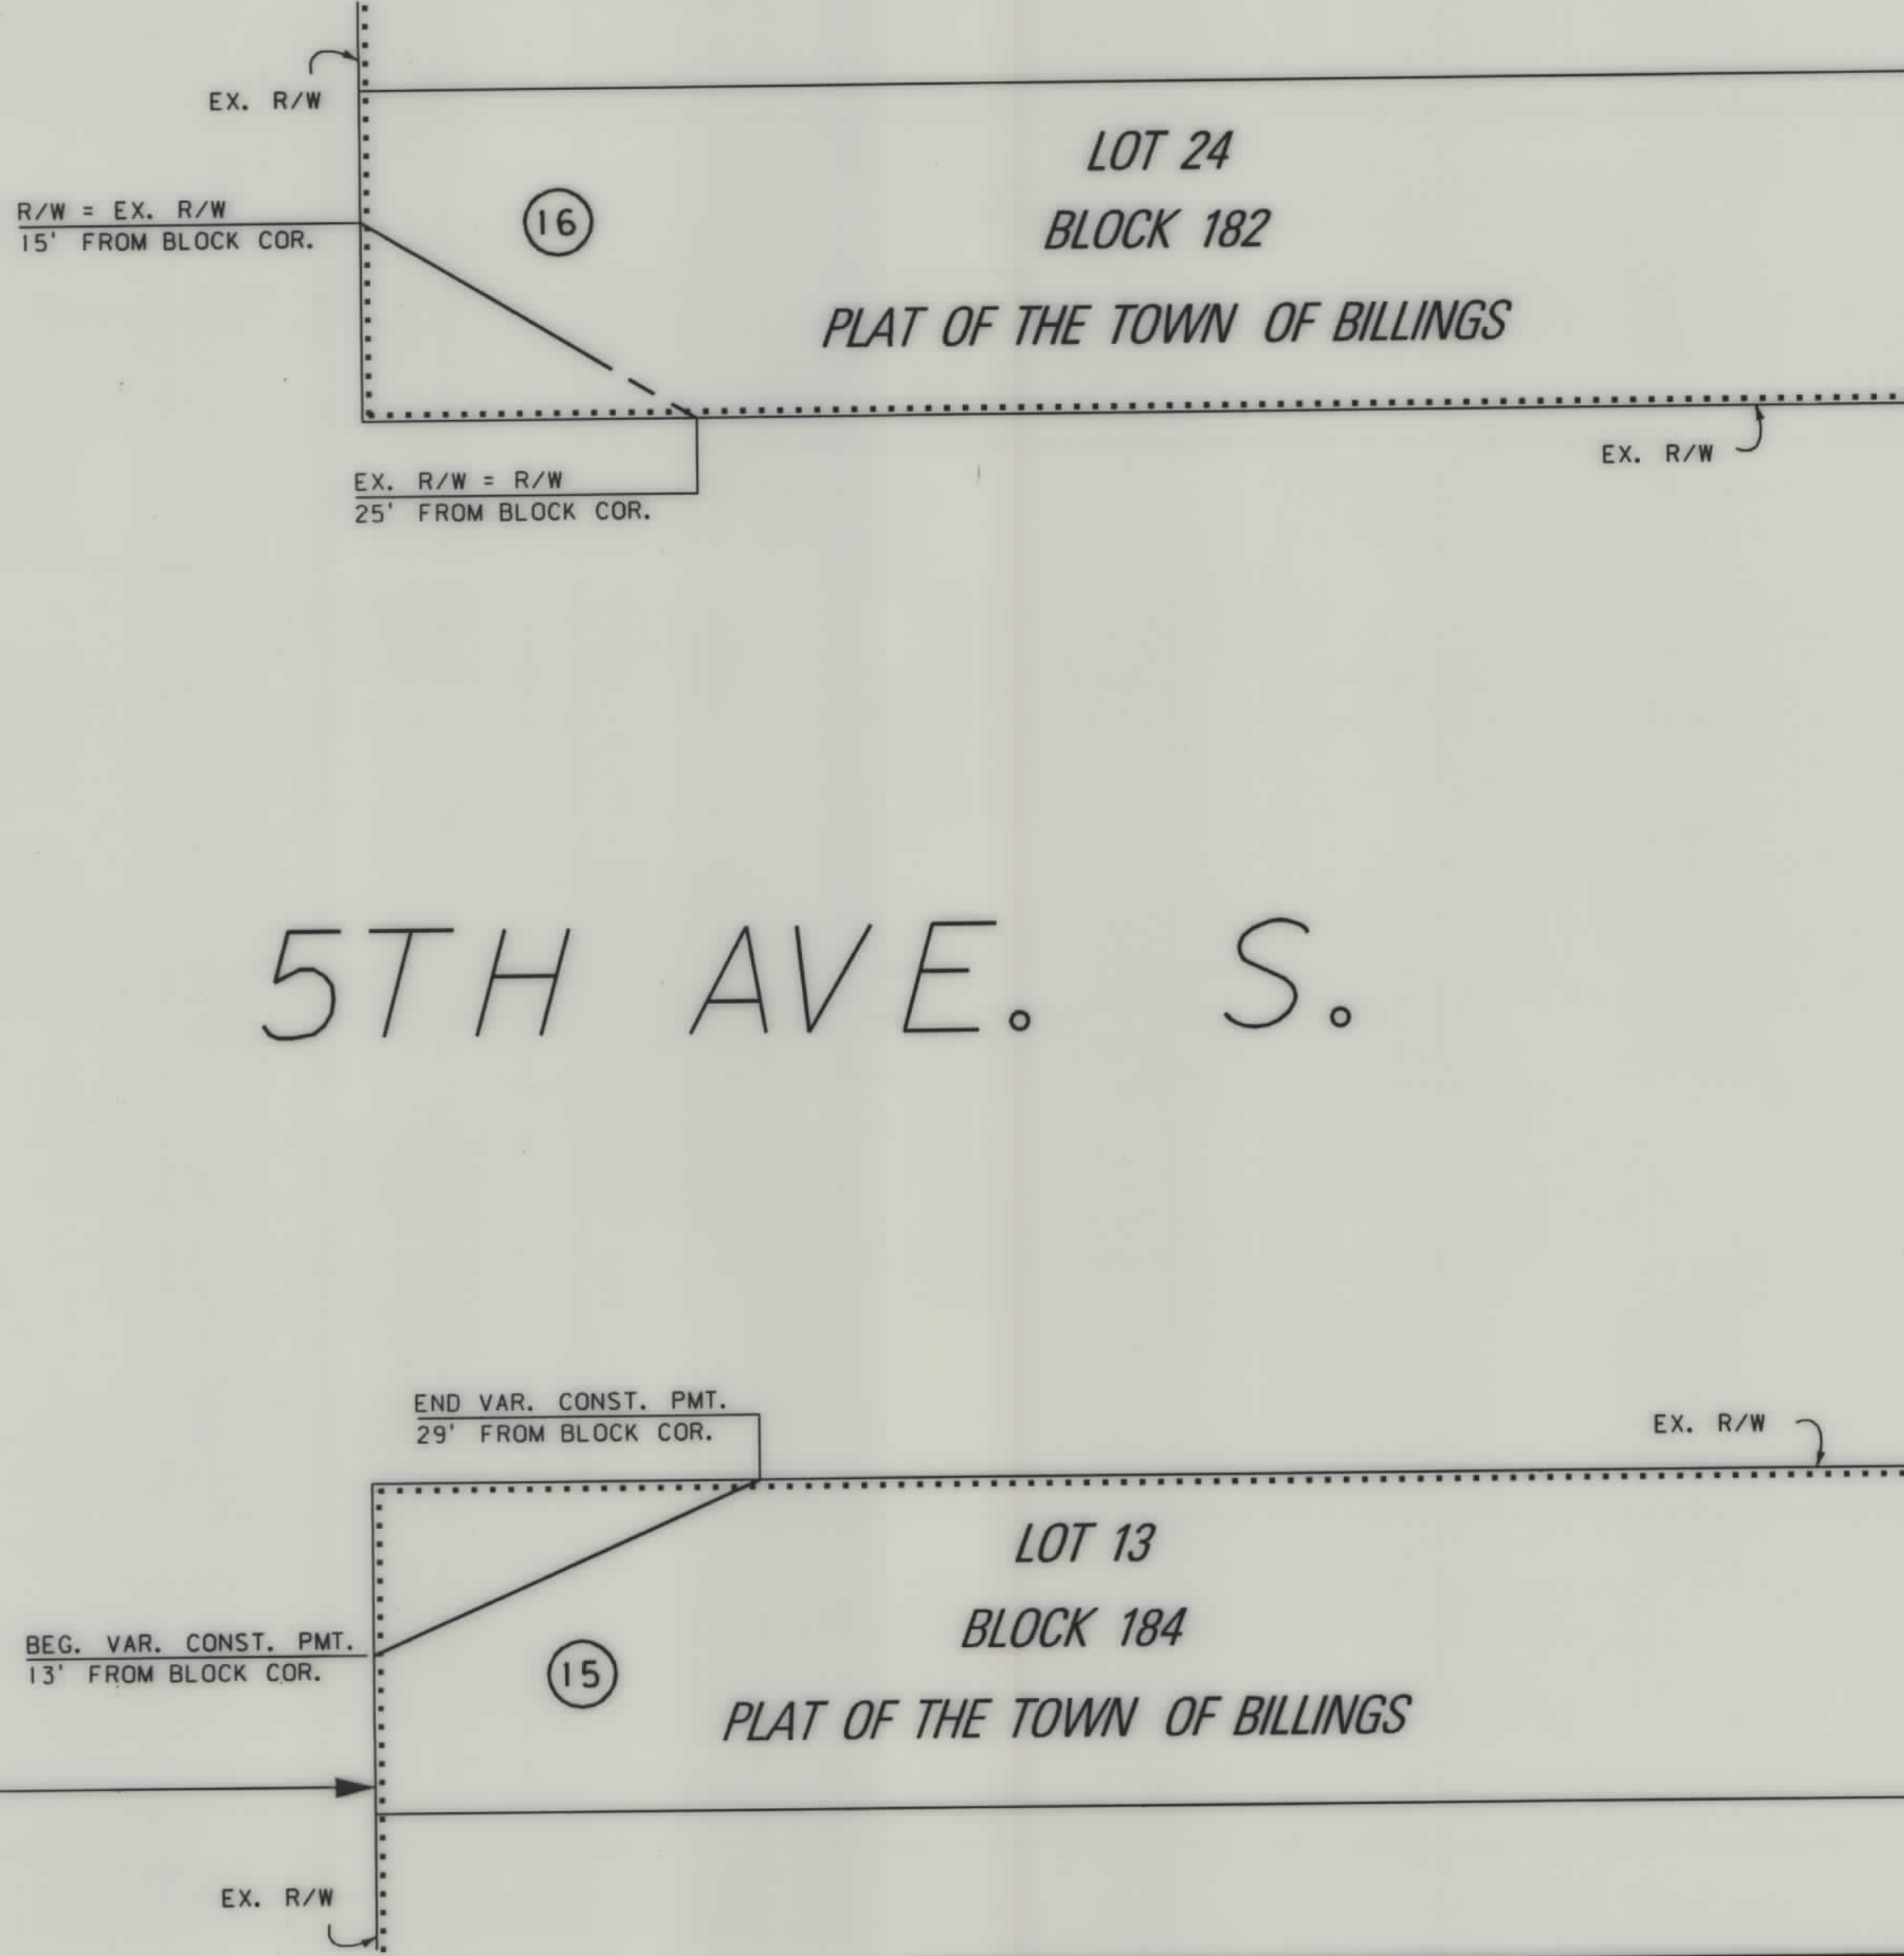 EX. R/W
LOT 24
R/W = EX. R/W
15' FROM BLOCK COR.
16
BLOCK 182
PLAT OF THE TOWN OF BILLINGS
EX. R/W
EX. R/W = R/W
25' FROM BLOCK COR.
5TH AVE. S.
END VAR. CONST. PMT.
29' FROM BLOCK COR.
EX. R/W
LOT 13
BLOCK 184
BEG. VAR. CONST. PMT.
13' FROM BLOCK COR.
15
PLAT OF THE TOWN OF BILLINGS
EX. R/W